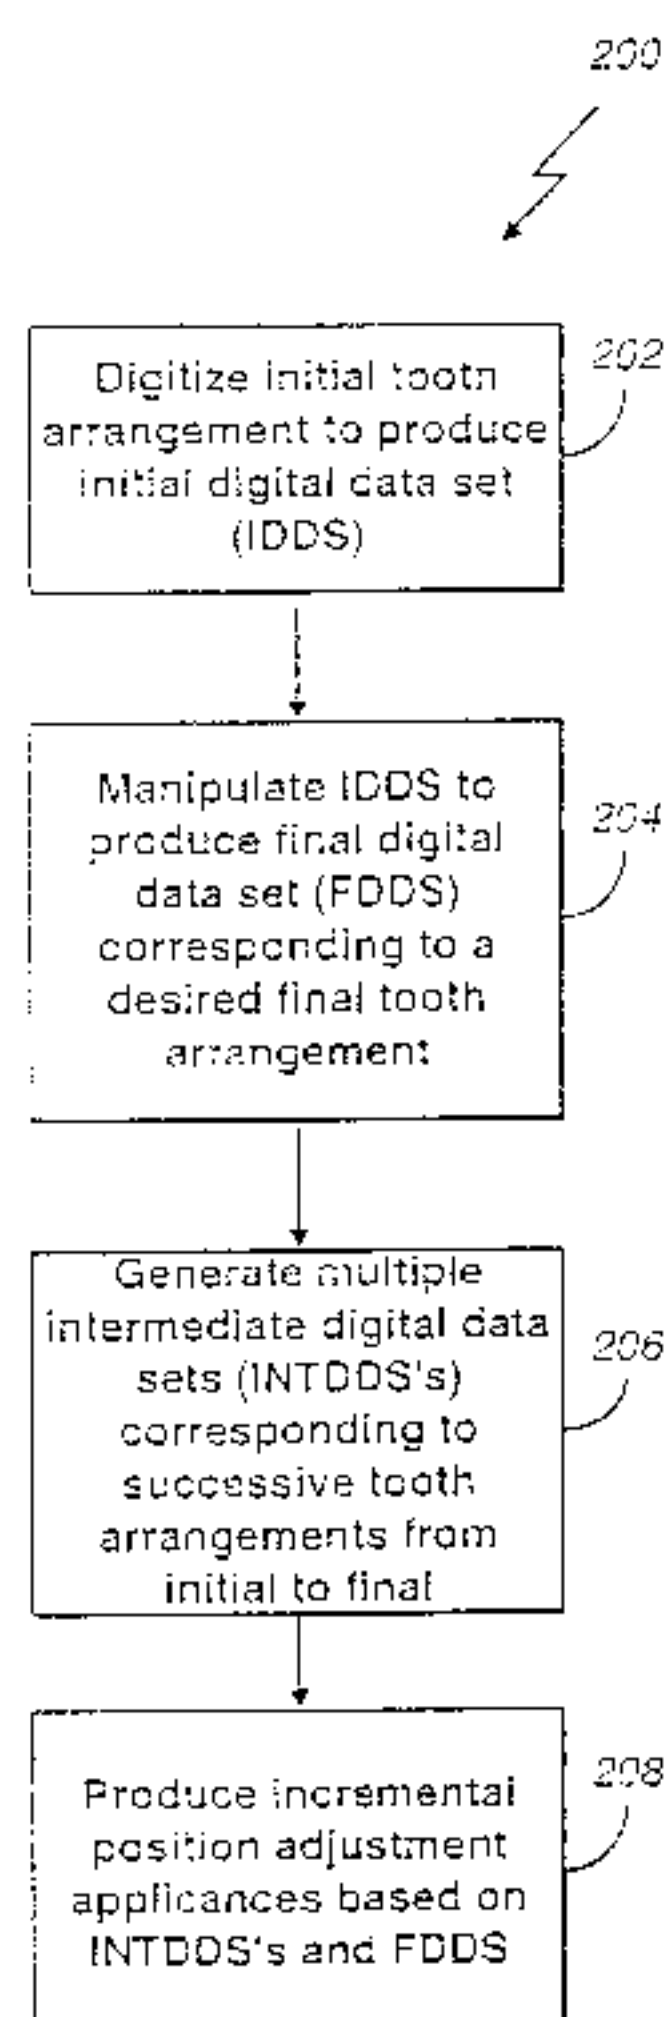 200
202
Digitize initial tooth
arrangement to produce
initial digital data set
(IDDS)
204
Manipulate IDDS to
produce final digital
data set (FDDS)
corresponding to a
desired final tooth
arrangement
206
Generate multiple
intermediate digital data
sets (INTDDS's)
corresponding to
successive tooth
arrangements from
initial to final
208
Produce incremental
position adjustment
applicances based on
INTDDS's and FDDS